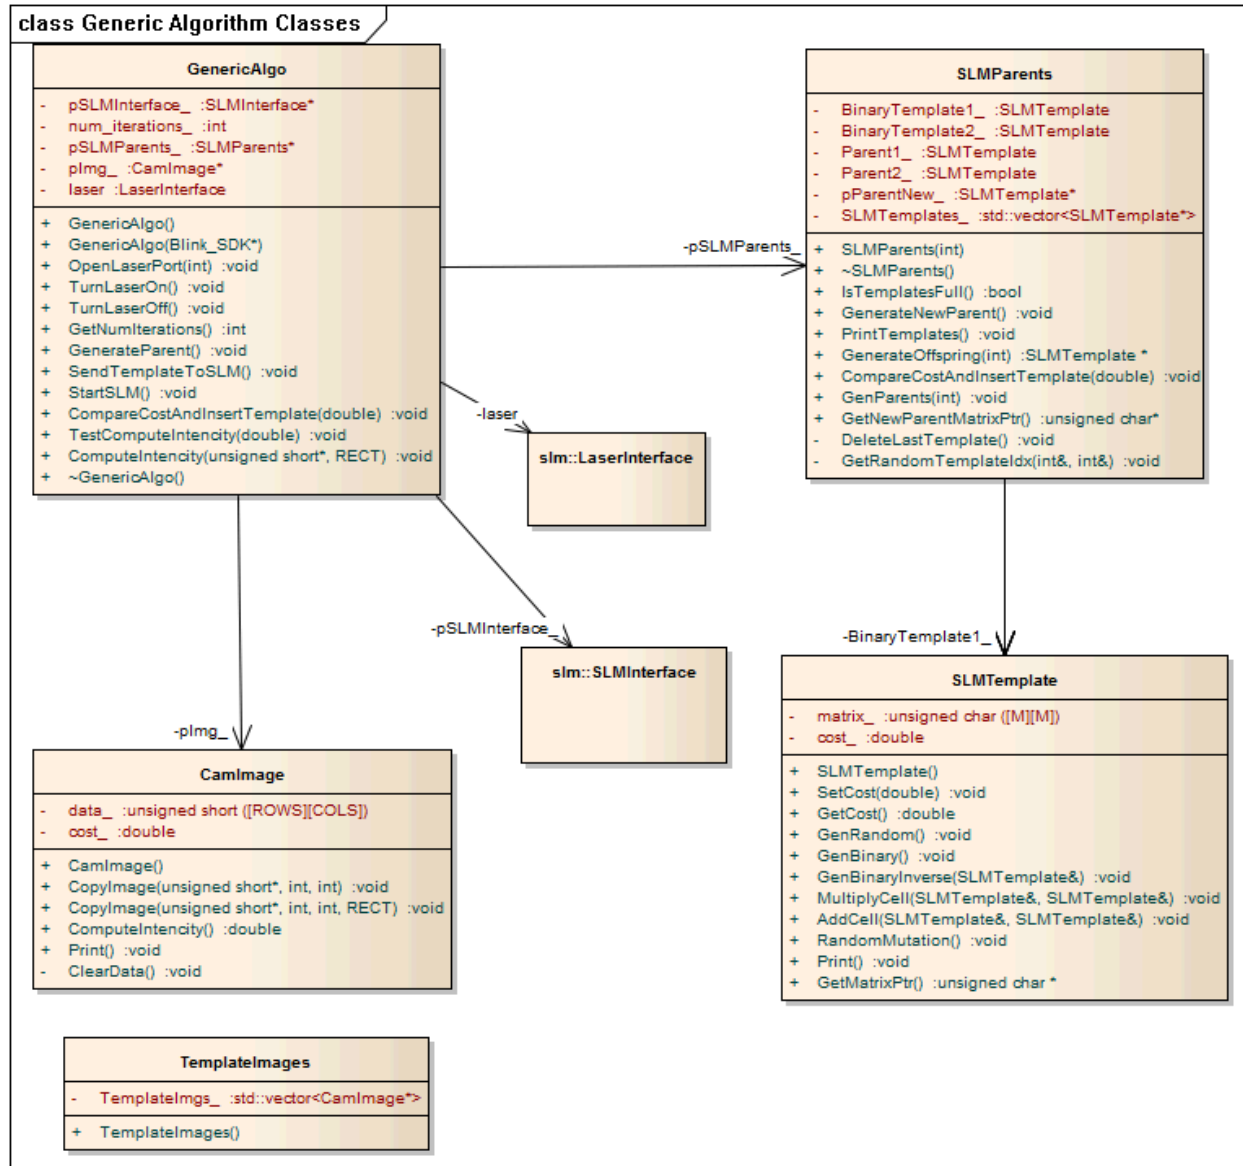 class Generic Algorithm Classes
GenericAlgo
- pSLMInterface_ :SLMInterface*
- num_iterations_ :int
- pSLMParents_ :SLMParents*
- pImg_ :CamImage*
- laser :LaserInterface
+ GenericAlgo()
+ GenericAlgo(Blink_SDK*)
+ OpenLaserPort(int) :void
+ TurnLaserOn() :void
+ TurnLaserOff() :void
+ GetNumIterations() :int
+ GenerateParent() :void
+ SendTemplateToSLM() :void
+ StartSLM() :void
+ CompareCostAndInsertTemplate(double) :void
+ TestComputeIntencity(double) :void
+ ComputeIntencity(unsigned short*, RECT) :void
+ ~GenericAlgo()
SLMParents
- BinaryTemplate1_ :SLMTemplate
- BinaryTemplate2_ :SLMTemplate
- Parent1_ :SLMTemplate
- Parent2_ :SLMTemplate
- pParentNew_ :SLMTemplate*
- SLMTemplates_ :std::vector<SLMTemplate*>
+ SLMParents(int)
+ ~SLMParents()
+ IsTemplatesFull() :bool
+ GenerateNewParent() :void
+ PrintTemplates() :void
+ GenerateOffspring(int) :SLMTemplate *
+ CompareCostAndInsertTemplate(double) :void
+ GenParents(int) :void
+ GetNewParentMatrixPtr() :unsigned char*
- DeleteLastTemplate() :void
- GetRandomTemplateIdx(int&, int&) :void
-pSLMParents_
-laser
slm::LaserInterface
-pSLMInterface_
slm::SLMInterface
-BinaryTemplate1_
SLMTemplate
- matrix_ :unsigned char ([M][M])
- cost_ :double
+ SLMTemplate()
+ SetCost(double) :void
+ GetCost() :double
+ GenRandom() :void
+ GenBinary() :void
+ GenBinaryInverse(SLMTemplate&) :void
+ MultiplyCell(SLMTemplate&, SLMTemplate&) :void
+ AddCell(SLMTemplate&, SLMTemplate&) :void
+ RandomMutation() :void
+ Print() :void
+ GetMatrixPtr() :unsigned char *
-pImg_
CamImage
- data_ :unsigned short ([ROWS][COLS])
- cost_ :double
+ CamImage()
+ CopyImage(unsigned short*, int, int) :void
+ CopyImage(unsigned short*, int, int, RECT) :void
+ ComputeIntencity() :double
+ Print() :void
- ClearData() :void
TemplateImages
- TemplateImgs_ :std::vector<CamImage*>
+ TemplateImages()